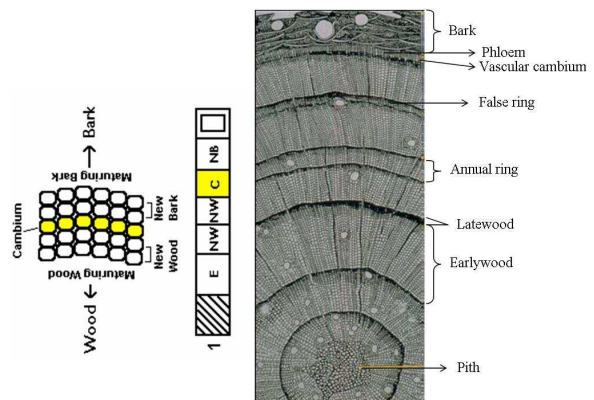 Cambium
Wood
Bark
Maturing Wood
Maturing Bark
New
Wood
New
Bark
1
E
NW
NW
C
NB
Bark
Phloem
Vascular cambium
False ring
Annual ring
Latewood
Earlywood
Pith